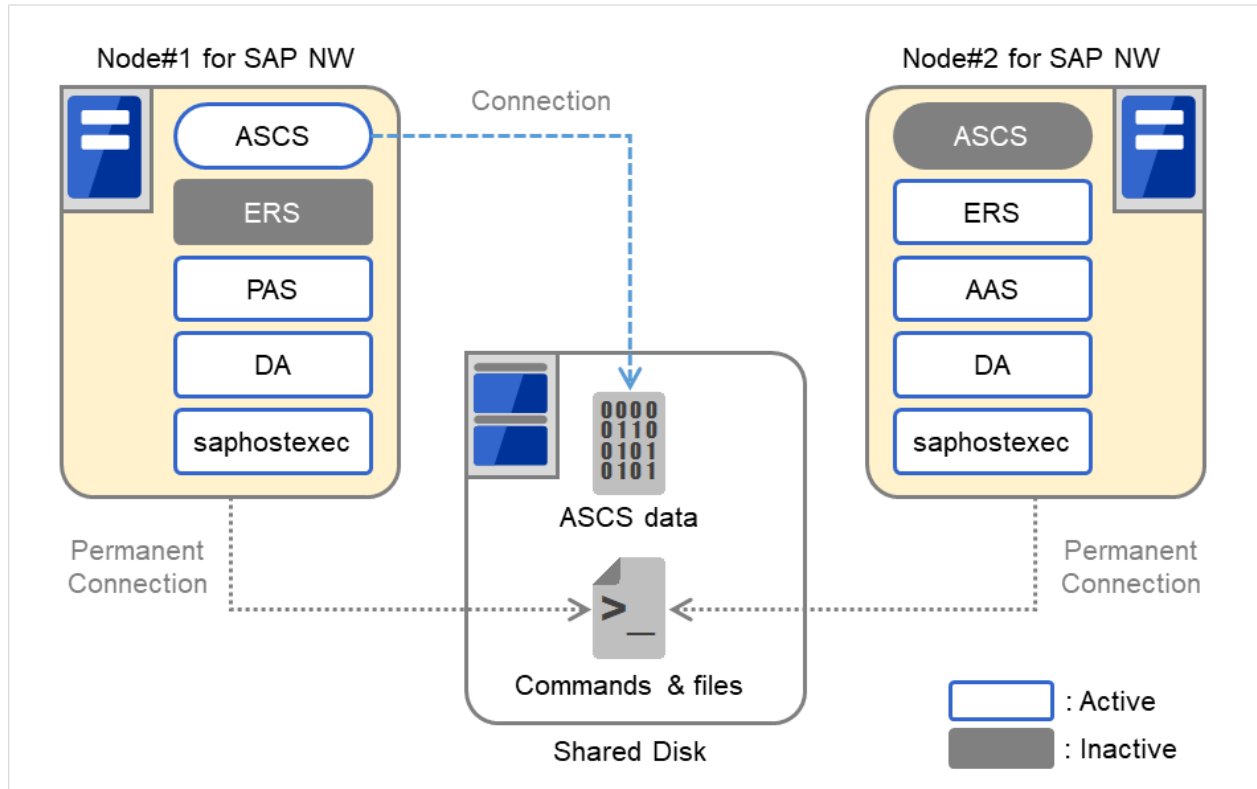 Node#1 for SAP NW
Node#2 for SAP NW
Connection
ASCS
ERS
PAS
DA
saphostexec
ASCS
ERS
AAS
DA
saphostexec
0000
0110
0101
0101
ASCS data
Permanent
Connection
Permanent
Connection
>_
Commands & files
Shared Disk
: Active
: Inactive